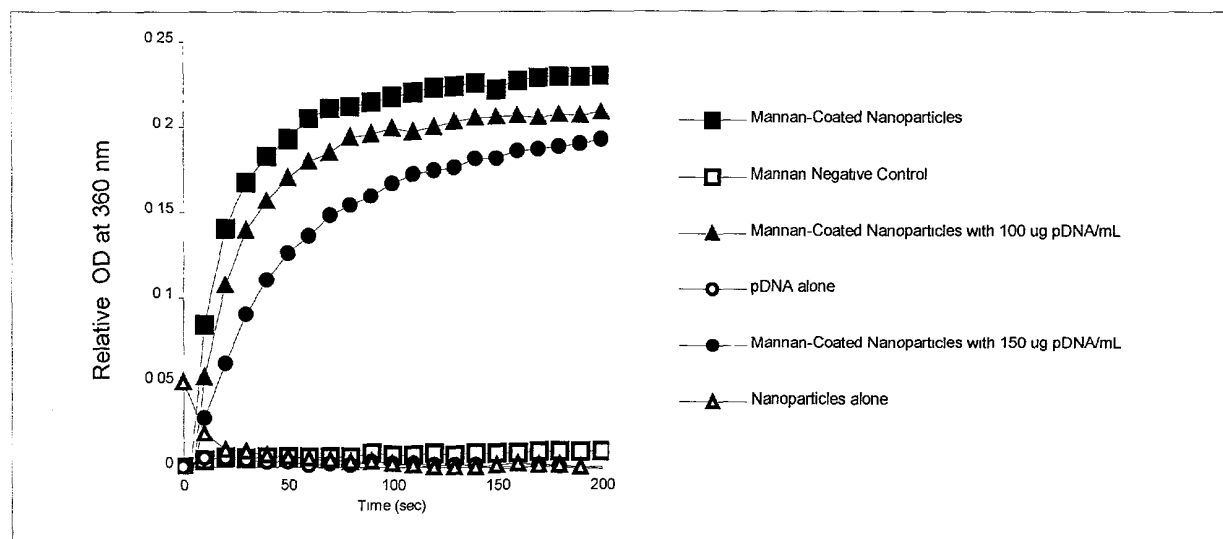 0 25
0 2
0 15
0 1
0 05
0
0
50
100
150
200
Relative OD at 360 nm
Time (sec)
Mannan-Coated Nanoparticles
Mannan Negative Control
Mannan-Coated Nanoparticles with 100 ug pDNA/mL
pDNA alone
Mannan-Coated Nanoparticles with 150 ug pDNA/mL
Nanoparticles alone